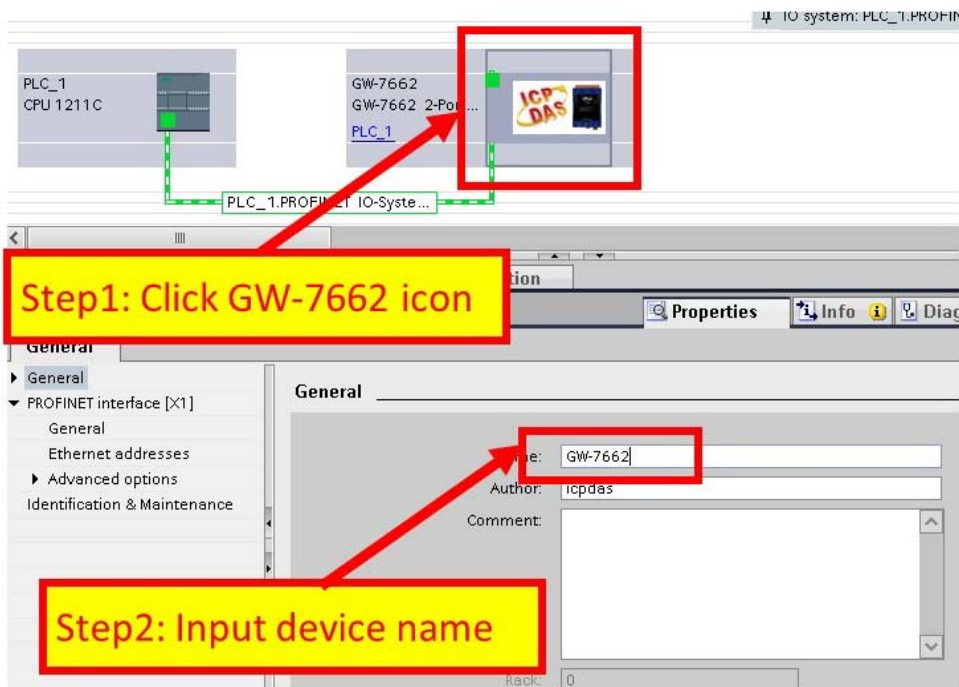 IO system: PLC_1.PROFIN
PLC_1
CPU 1211C
GW-7662
GW-7662 2-Por...
PLC_1
ICP
DAS
PLC_1.PROFINET IO-Syste...
Step1: Click GW-7662 icon
tion
Properties
Info
Diag
General
General
PROFINET interface [X1]
General
Ethernet addresses
Advanced options
Identification & Maintenance
General
me: GW-7662
Author: icpdas
Comment:
Step2: Input device name
Rack: 0